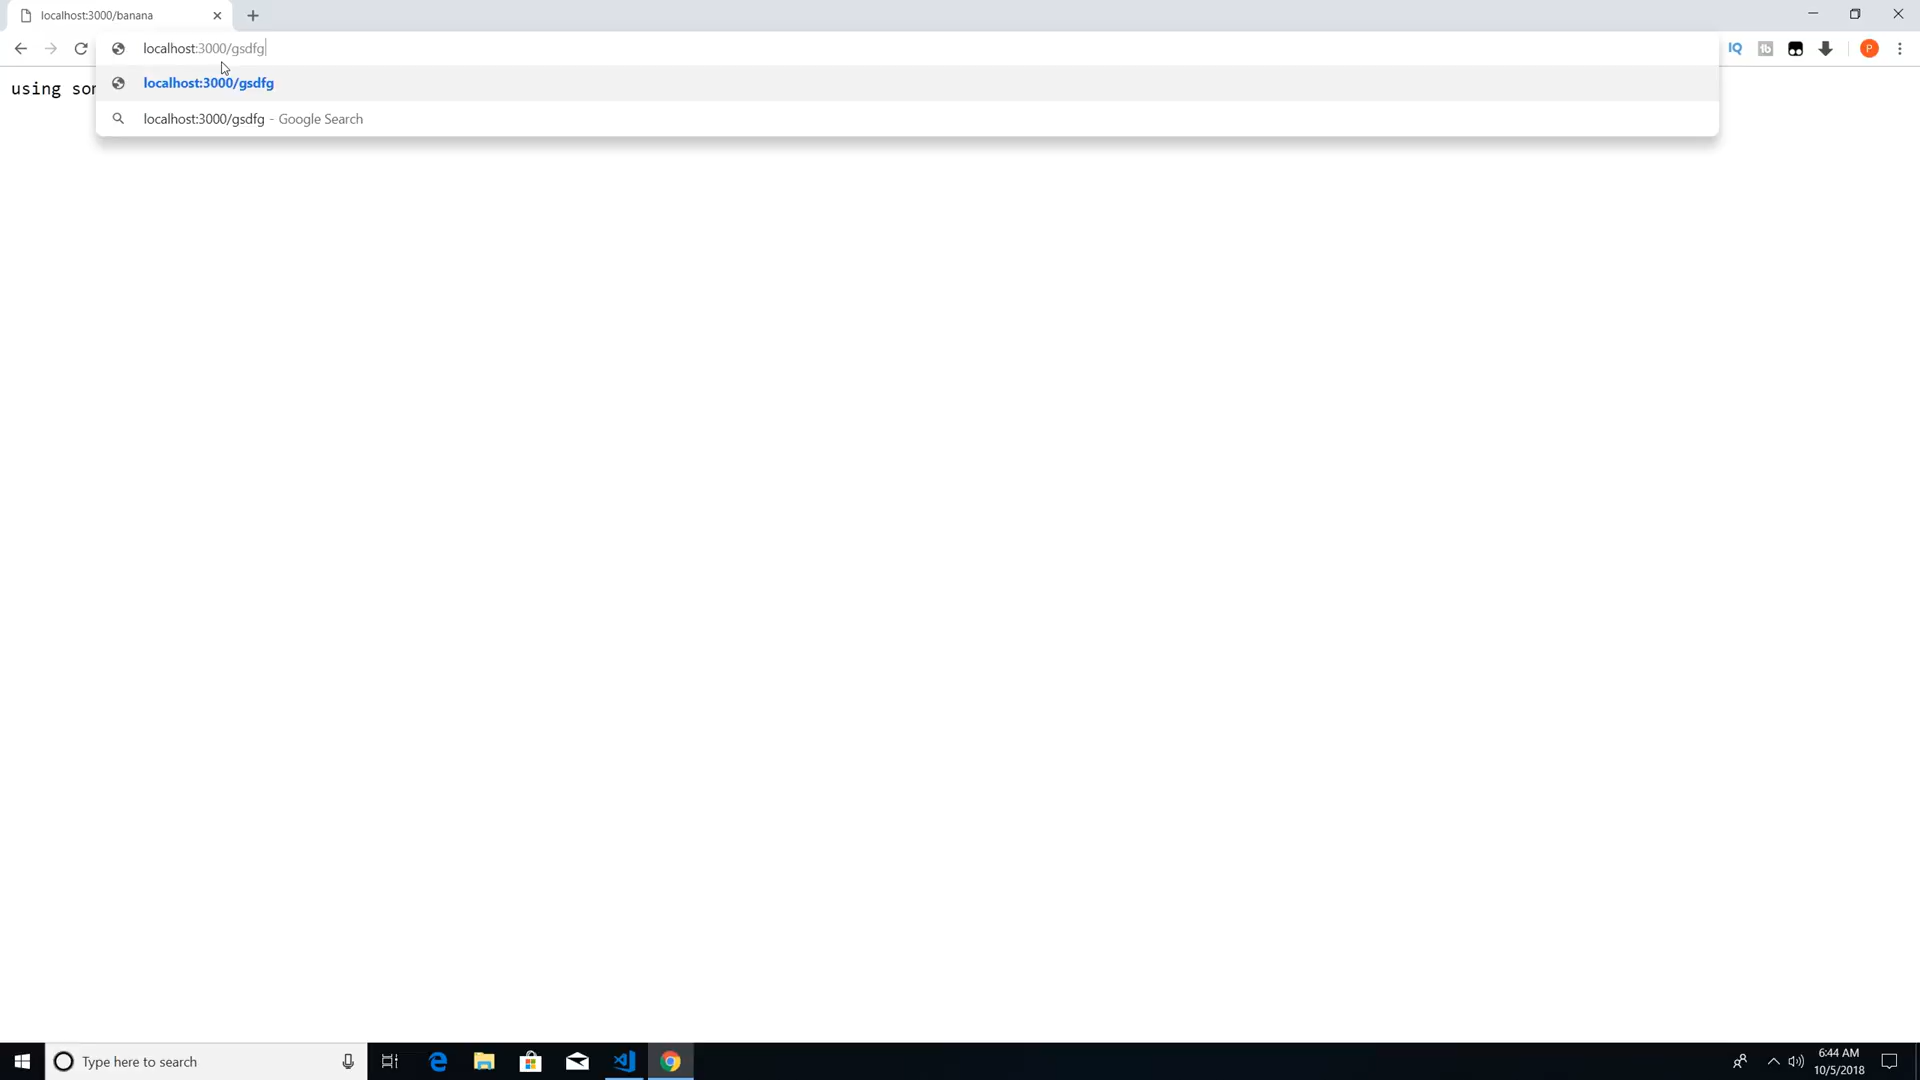 localhost:3000/banana
localhost:3000/gsdfg
IQ
P
localhost:3000/gsdfg
using
localhost:3000/gsdfg - Google Search
Type here to search
6:44 AM
10/5/2018